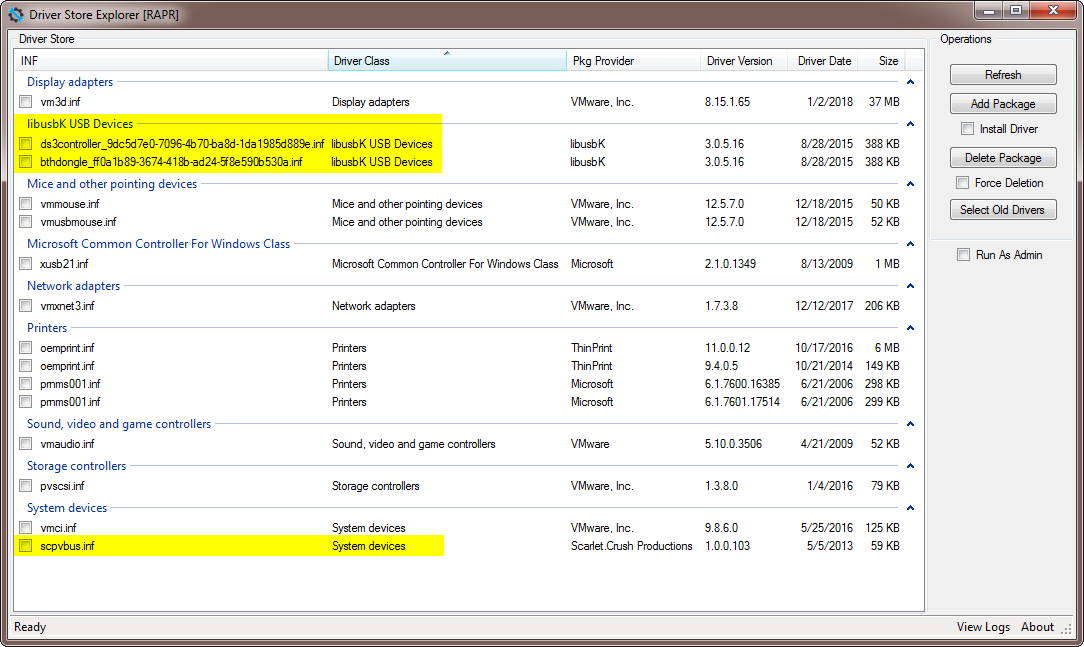 Driver Store Explorer [RAPR]
Driver Store
Operations
INF Driver Class Pkg Provider Driver Version Driver Date Size
Display adapters
vm3d.inf Display adapters VMware, Inc. 8.15.1.65 1/2/2018 37 MB
libusbK USB Devices
ds3controller_9dc5d7e0-7096-4b70-ba8d-1da1985d889e.inf libusbK USB Devices libusbK 3.0.5.16 8/28/2015 388 KB
bthdongle_ff0a1b89-3674-418b-ad24-5f8e590b530a.inf libusbK USB Devices libusbK 3.0.5.16 8/28/2015 388 KB
Mice and other pointing devices
vmmouse.inf Mice and other pointing devices VMware, Inc. 12.5.7.0 12/18/2015 50 KB
vmusbmouse.inf Mice and other pointing devices VMware, Inc. 12.5.7.0 12/18/2015 52 KB
Microsoft Common Controller For Windows Class
xusb21.inf Microsoft Common Controller For Windows Class Microsoft 2.1.0.1349 8/13/2009 1 MB
Network adapters
vmxnet3.inf Network adapters VMware, Inc. 1.7.3.8 12/12/2017 206 KB
Printers
oemprint.inf Printers ThinPrint 11.0.0.12 10/17/2016 6 MB
oemprint.inf Printers ThinPrint 9.4.0.5 10/21/2014 149 KB
prnms001.inf Printers Microsoft 6.1.7600.16385 6/21/2006 298 KB
prnms001.inf Printers Microsoft 6.1.7601.17514 6/21/2006 299 KB
Sound, video and game controllers
vmaudio.inf Sound, video and game controllers VMware 5.10.0.3506 4/21/2009 52 KB
Storage controllers
pvscsi.inf Storage controllers VMware, Inc. 1.3.8.0 1/4/2016 79 KB
System devices
vmci.inf System devices VMware, Inc. 9.8.6.0 5/25/2016 125 KB
scpvbus.inf System devices Scarlet.Crush Productions 1.0.0.103 5/5/2013 59 KB
Refresh
Add Package
Install Driver
Delete Package
Force Deletion
Select Old Drivers
Run As Admin
Ready
View Logs About